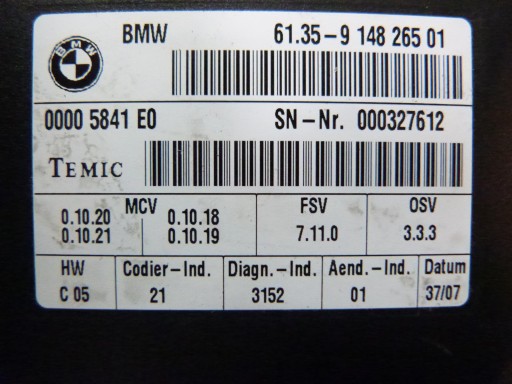 BMW
BMW 61.35-9 148 265 01
0000 5841 E0 SN-Nr. 000327612
TEMIC
MCV FSV OSV
0.10.20 0.10.18
0.10.21 0.10.19 7.11.0 3.3.3
HW Codier-Ind. Diagn.-Ind. Aend.-Ind. Datum
C 05 21 3152 01 37/07